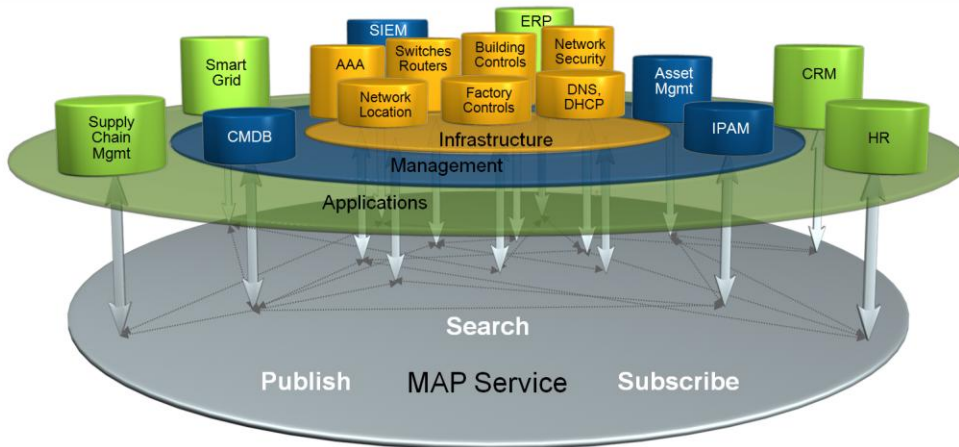 ERP
SIEM
Switches
Routers
Building
Controls
Network
Security
Smart
Grid
AAA
Asset
Mgmt
CRM
Network
Location
Factory
Controls
DNS,
DHCP
Supply
Chain
Mgmt
CMDB
Infrastructure
IPAM
HR
Management
Applications
Search
Publish
MAP Service
Subscribe